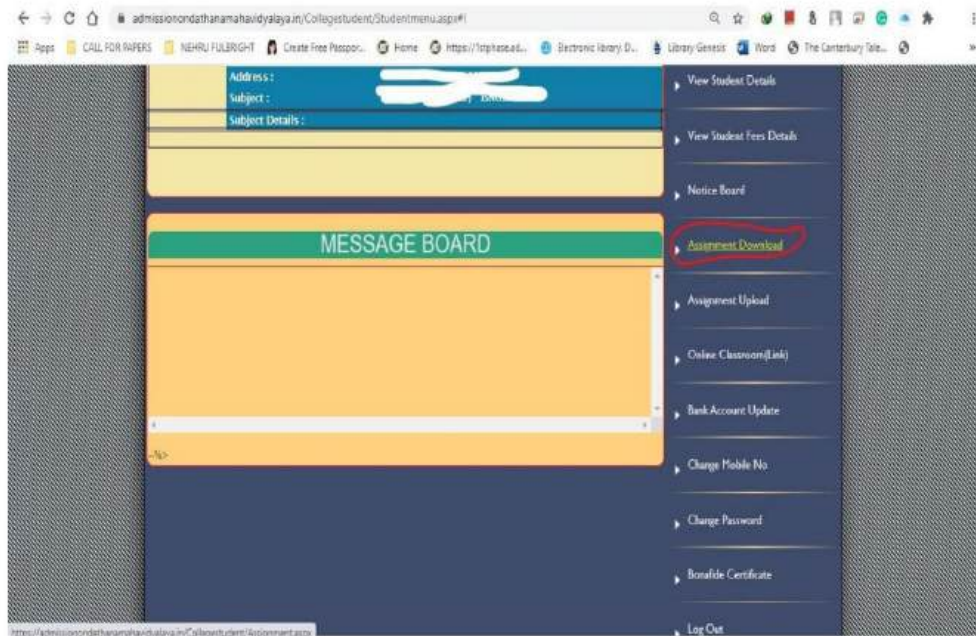 admissionondathanamahavidyalaya.in/Collegestudent/Studentmenu.aspx#!
Apps CALL FOR PAPERS NEHRU FULBRIGHT Create Free Passpor... Home https://1stphase.ed... Electronic library. D... Library Genesis Word The Canterbury Tale...
Address :
Subject :
Subject Details :
MESSAGE BOARD
--%>
View Student Details
View Student Fees Details
Notice Board
Assignment Download
Assignment Upload
Online Classroom(Link)
Bank Account Update
Change Mobile No
Change Password
Bonafide Certificate
Log Out
https://admissionondathanamahavidyalaya.in/Collegestudent/Assignment.aspx